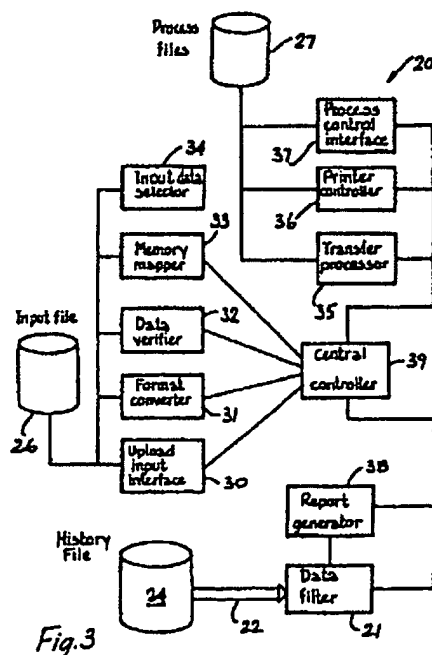 Process
files
27
20
34
Input data
selector
37
Process
control
interface
33
Memory
mapper
36
Printer
controller
32
Input file
Data
verifier
35
Transfer
processor
26
Format
converter
31
Central
controller
39
Upload
input
interface
30
38
Report
generator
History
File
24
22
Data
filter
21
Fig.3